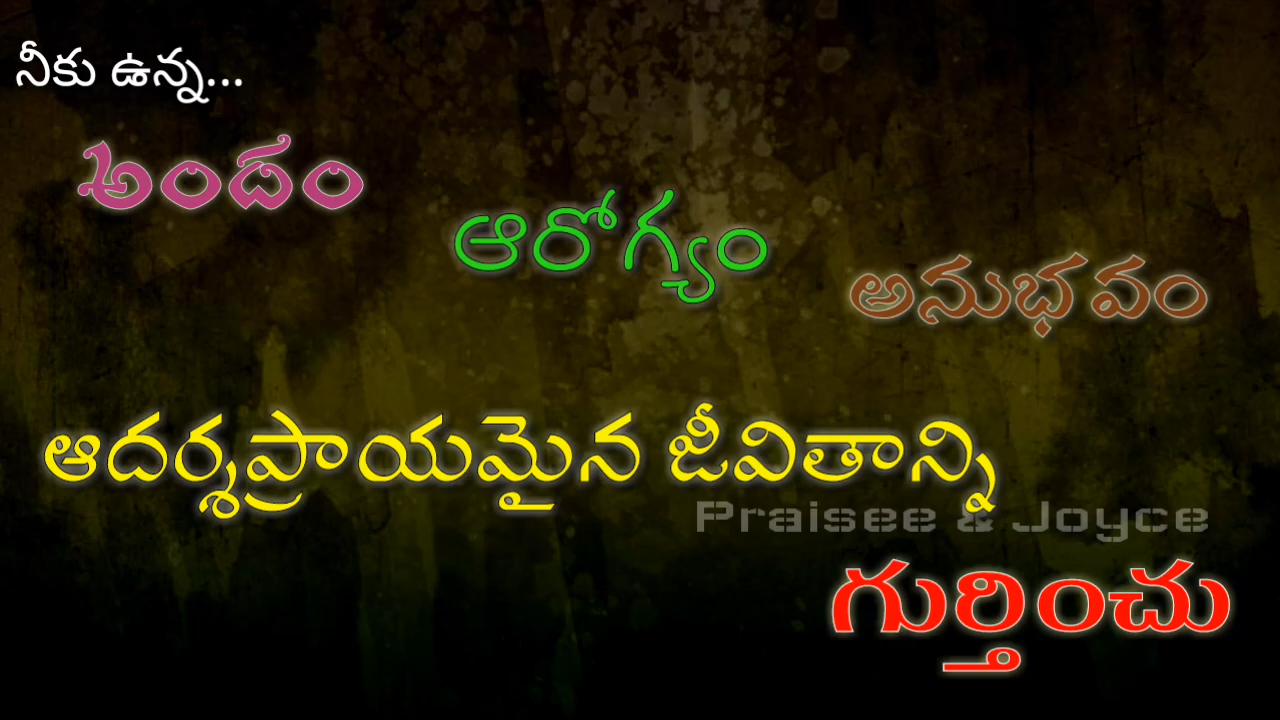 నీకు ఉన్న...
అందం
ఆరోగ్యం
అనుభవం
ఆదర్శప్రాయమైన జీవితాన్ని
Praisee & Joyce
గుర్తించు